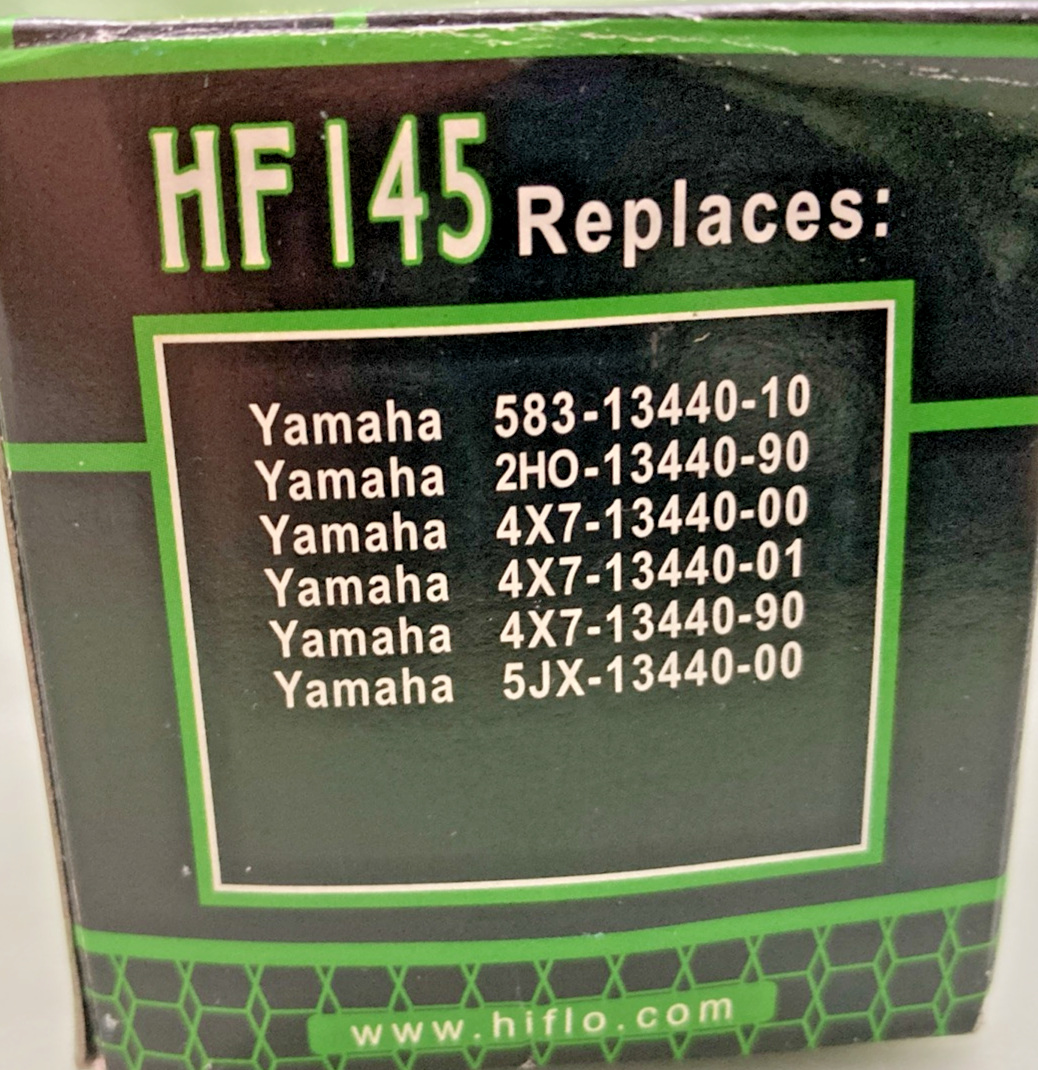 HF145 Replaces:
Yamaha 583-13440-10
Yamaha 2HO-13440-90
Yamaha 4X7-13440-00
Yamaha 4X7-13440-01
Yamaha 4X7-13440-90
Yamaha 5JX-13440-00
www.hiflo.com